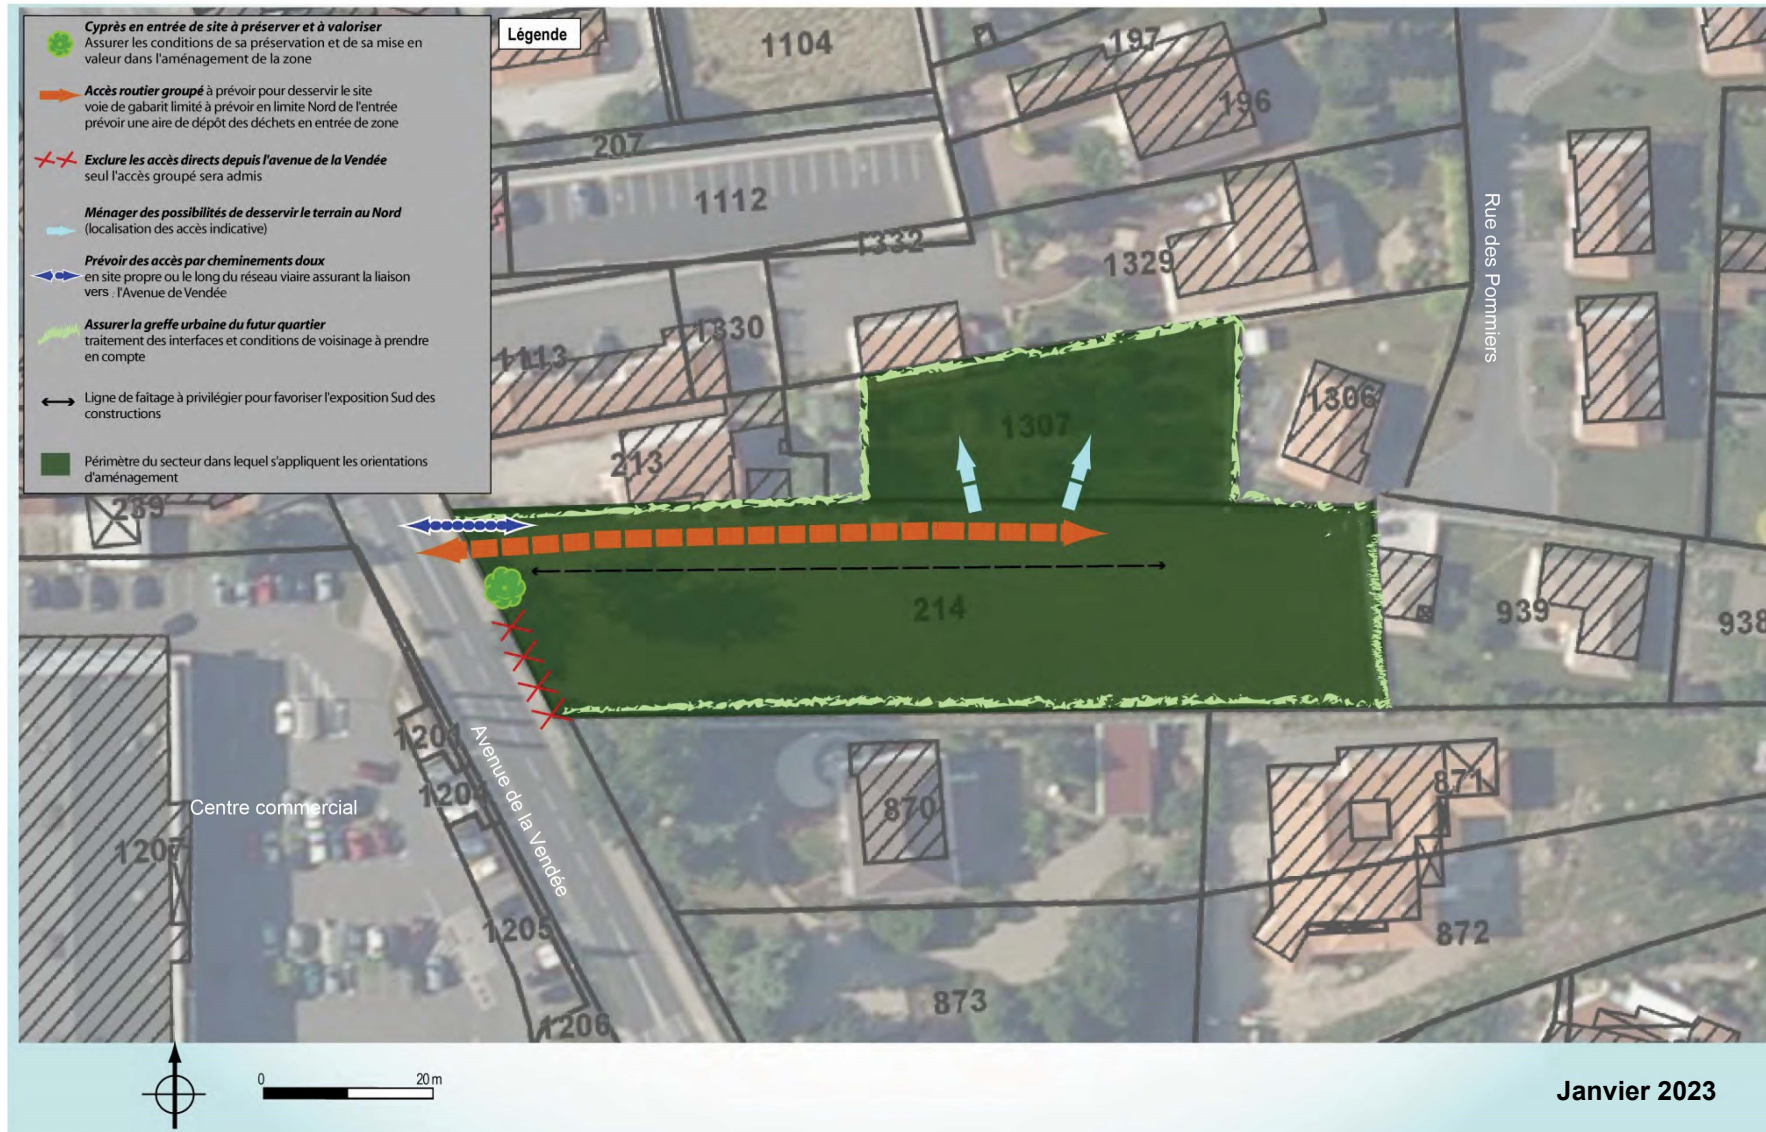 Légende
Cyprès en entrée de site à préserver et à valoriser
Assurer les conditions de sa préservation et de sa mise en
valeur dans l'aménagement de la zone
Accès routier groupé à prévoir pour desservir le site
voie de gabarit limité à prévoir en limite Nord de l'entrée
prévoir une aire de dépôt des déchets en entrée de zone
Exclure les accès directs depuis l'avenue de la Vendée
seul l'accès groupé sera admis
Ménager des possibilités de desservir le terrain au Nord
(localisation des accès indicative)
Prévoir des accès par cheminements doux
en site propre ou le long du réseau viaire assurant la liaison
vers . l'Avenue de Vendée
Assurer la greffe urbaine du futur quartier
traitement des interfaces et conditions de voisinage à prendre
en compte
Ligne de faîtage à privilégier pour favoriser l'exposition Sud des
constructions
Périmètre du secteur dans lequel s'appliquent les orientations
d'aménagement
1104
197
196
207
1112
1332
1329
Rue des Pommiers
1330
1113
1306
1307
213
239
214
939
938
1201
1204
Avenue de la Vendée
870
871
Centre commercial
1207
1205
872
873
1206
0
20 m
Janvier 2023